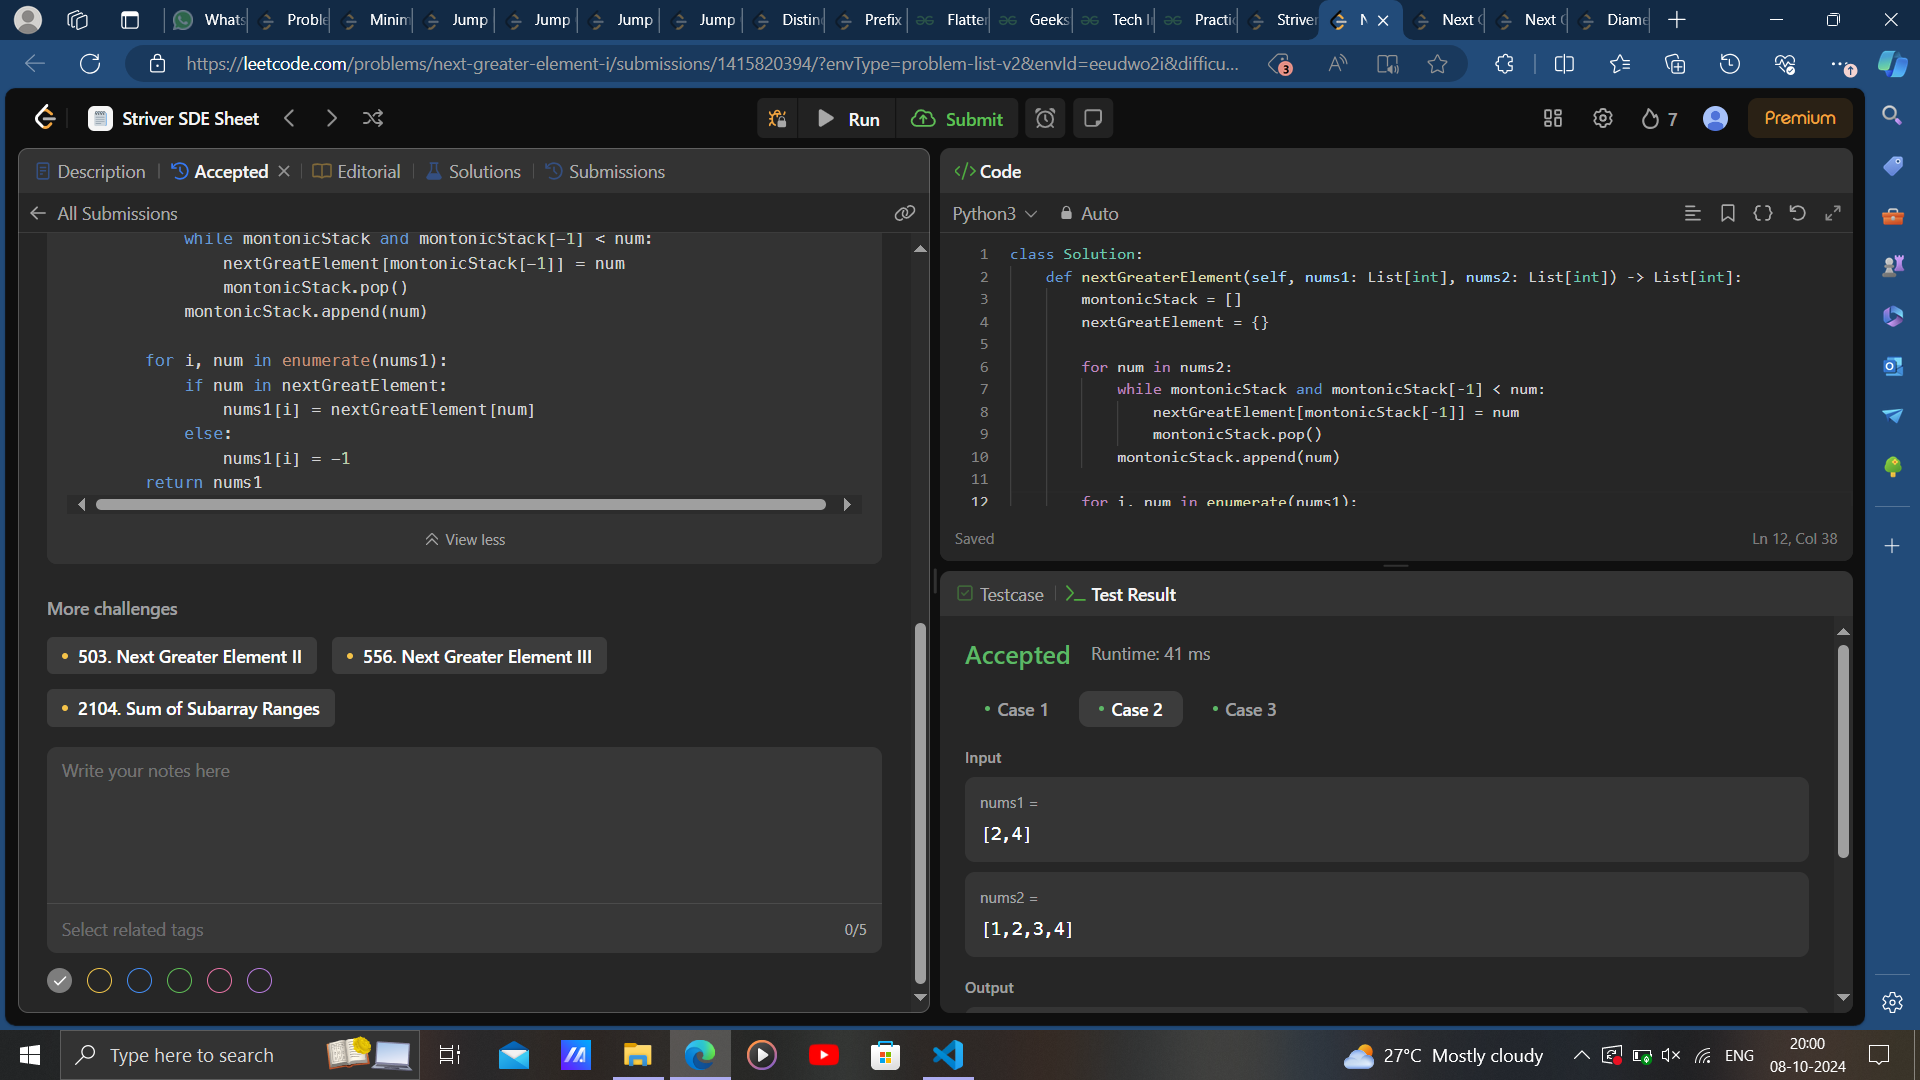 Whats
Proble
Minim
Jump
Jump
Jump
Jump
Distin
Prefix
Flatter
Geeks
Tech I
Practi
Striver
Next
Next
Diame
https://leetcode.com/problems/next-greater-element-i/submissions/1415820394/?envType=problem-list-v2&envId=eeudwo2i&difficu...
3
Striver SDE Sheet
Run
Submit
7
Premium
Description
Accepted
Editorial
Solutions
Submissions
All Submissions
while montonicStack and montonicStack[-1] < num:
nextGreatElement[montonicStack[-1]] = num
montonicStack.pop()
montonicStack.append(num)
for i, num in enumerate(nums1):
if num in nextGreatElement:
nums1[i] = nextGreatElement[num]
else:
nums1[i] = -1
return nums1
View less
More challenges
503. Next Greater Element II
556. Next Greater Element III
2104. Sum of Subarray Ranges
Write your notes here
Select related tags
0/5
</> Code
Python3
Auto
1 class Solution:
2 def nextGreaterElement(self, nums1: List[int], nums2: List[int]) -> List[int]:
3 montonicStack = []
4 nextGreatElement = {}
5
6 for num in nums2:
7 while montonicStack and montonicStack[-1] < num:
8 nextGreatElement[montonicStack[-1]] = num
9 montonicStack.pop()
10 montonicStack.append(num)
11
12 for i, num in enumerate(nums1):
Saved
Ln 12, Col 38
Testcase
Test Result
Accepted
Runtime: 41 ms
Case 1
Case 2
Case 3
Input
nums1 =
[2,4]
nums2 =
[1,2,3,4]
Output
Type here to search
27°C Mostly cloudy
ENG
20:00
08-10-2024